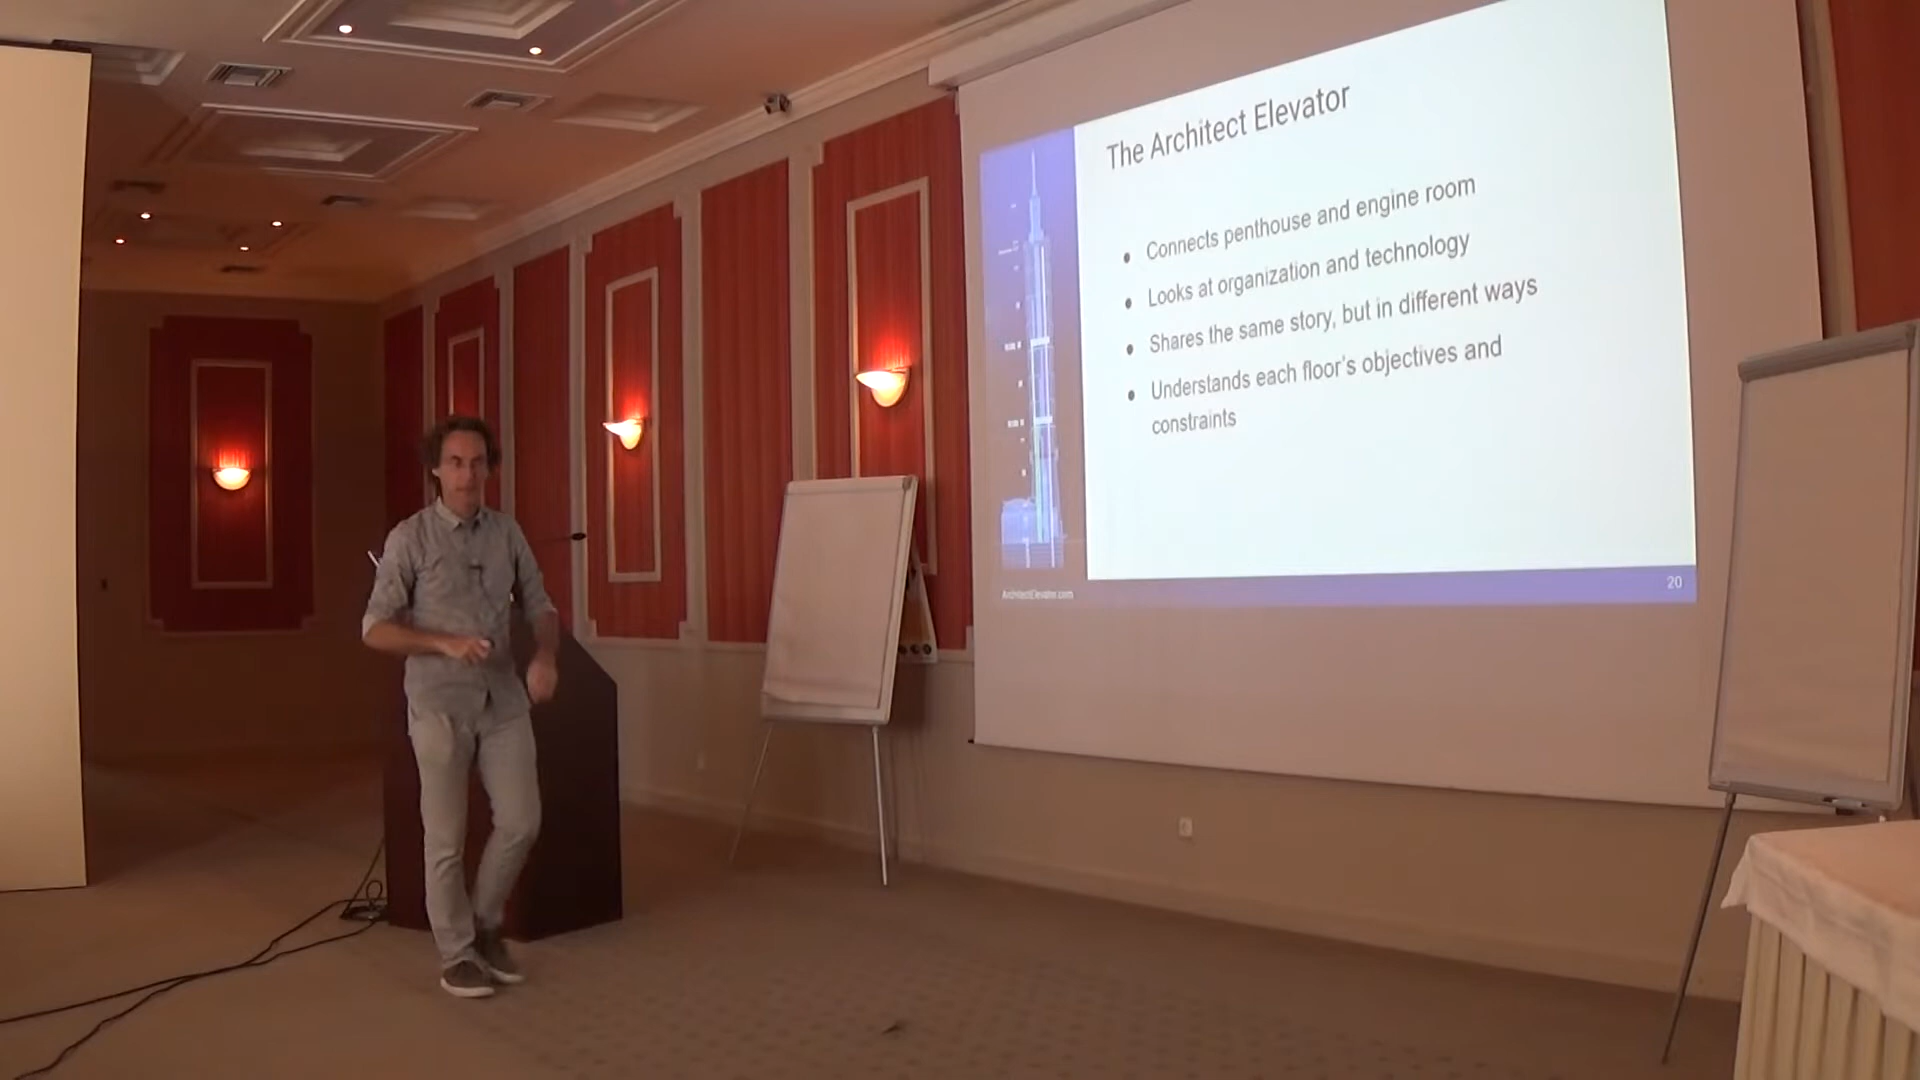 The Architect Elevator
● Connects penthouse and engine room
● Looks at organization and technology
● Shares the same story, but in different ways
● Understands each floor's objectives and
constraints
ArchitectElevator.com
20